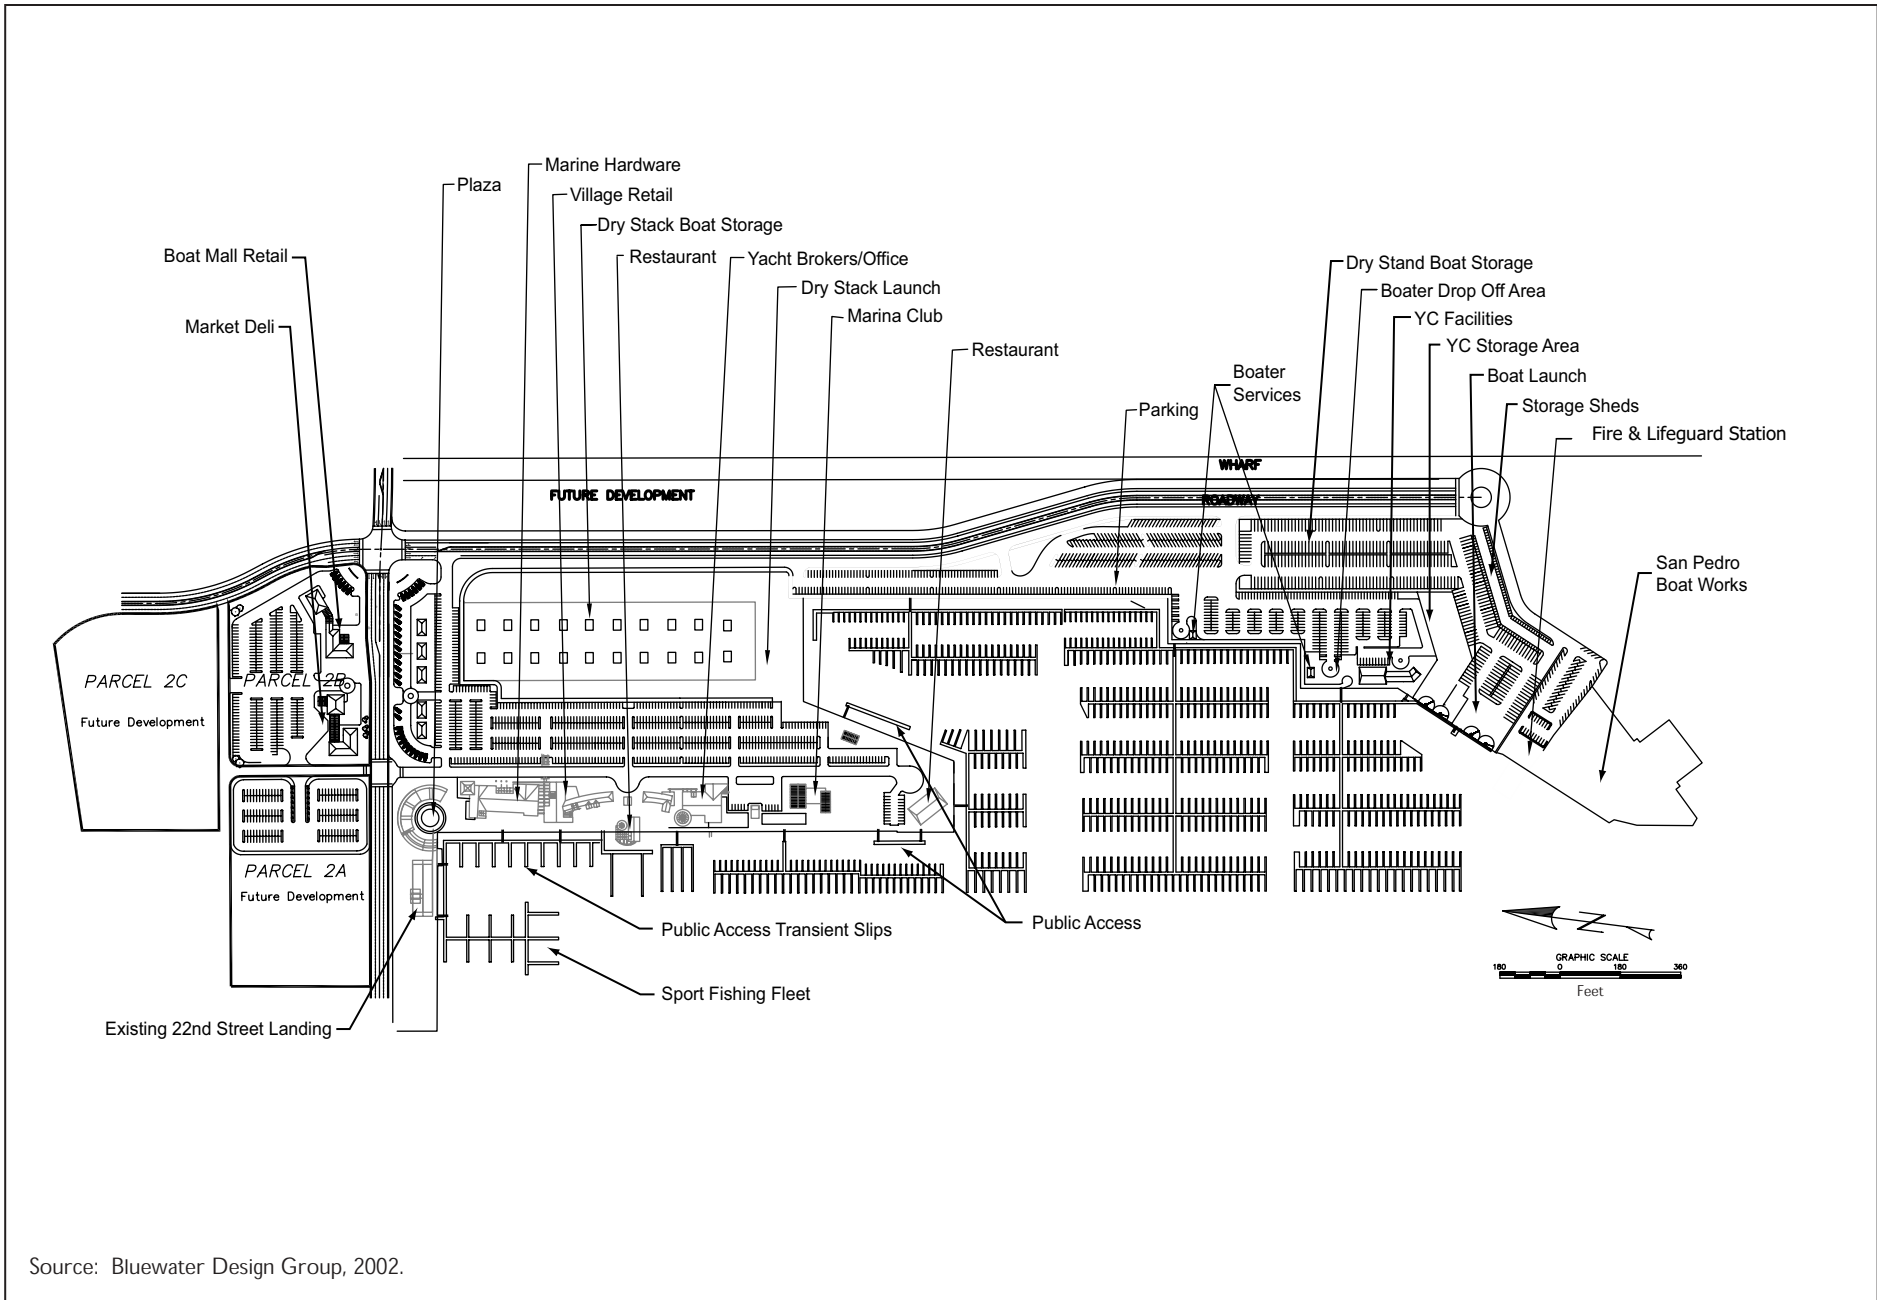 Marine Hardware
Plaza
Village Retail
Dry Stack Boat Storage
Boat Mall Retail
Restaurant
Yacht Brokers/Office
Dry Stand Boat Storage
Dry Stack Launch
Boater Drop Off Area
Market Deli
Marina Club
YC Facilities
Restaurant
YC Storage Area
Boater
Services
Boat Launch
Parking
Storage Sheds
Fire & Lifeguard Station
WHARF
FUTURE DEVELOPMENT
ROADWAY
San Pedro
Boat Works
PARCEL 2C
PARCEL 2B
Future Development
PARCEL 2A
Future Development
Public Access Transient Slips
Public Access
Sport Fishing Fleet
Existing 22nd Street Landing
N
GRAPHIC SCALE
180 0 180 360
Feet
Source: Bluewater Design Group, 2002.